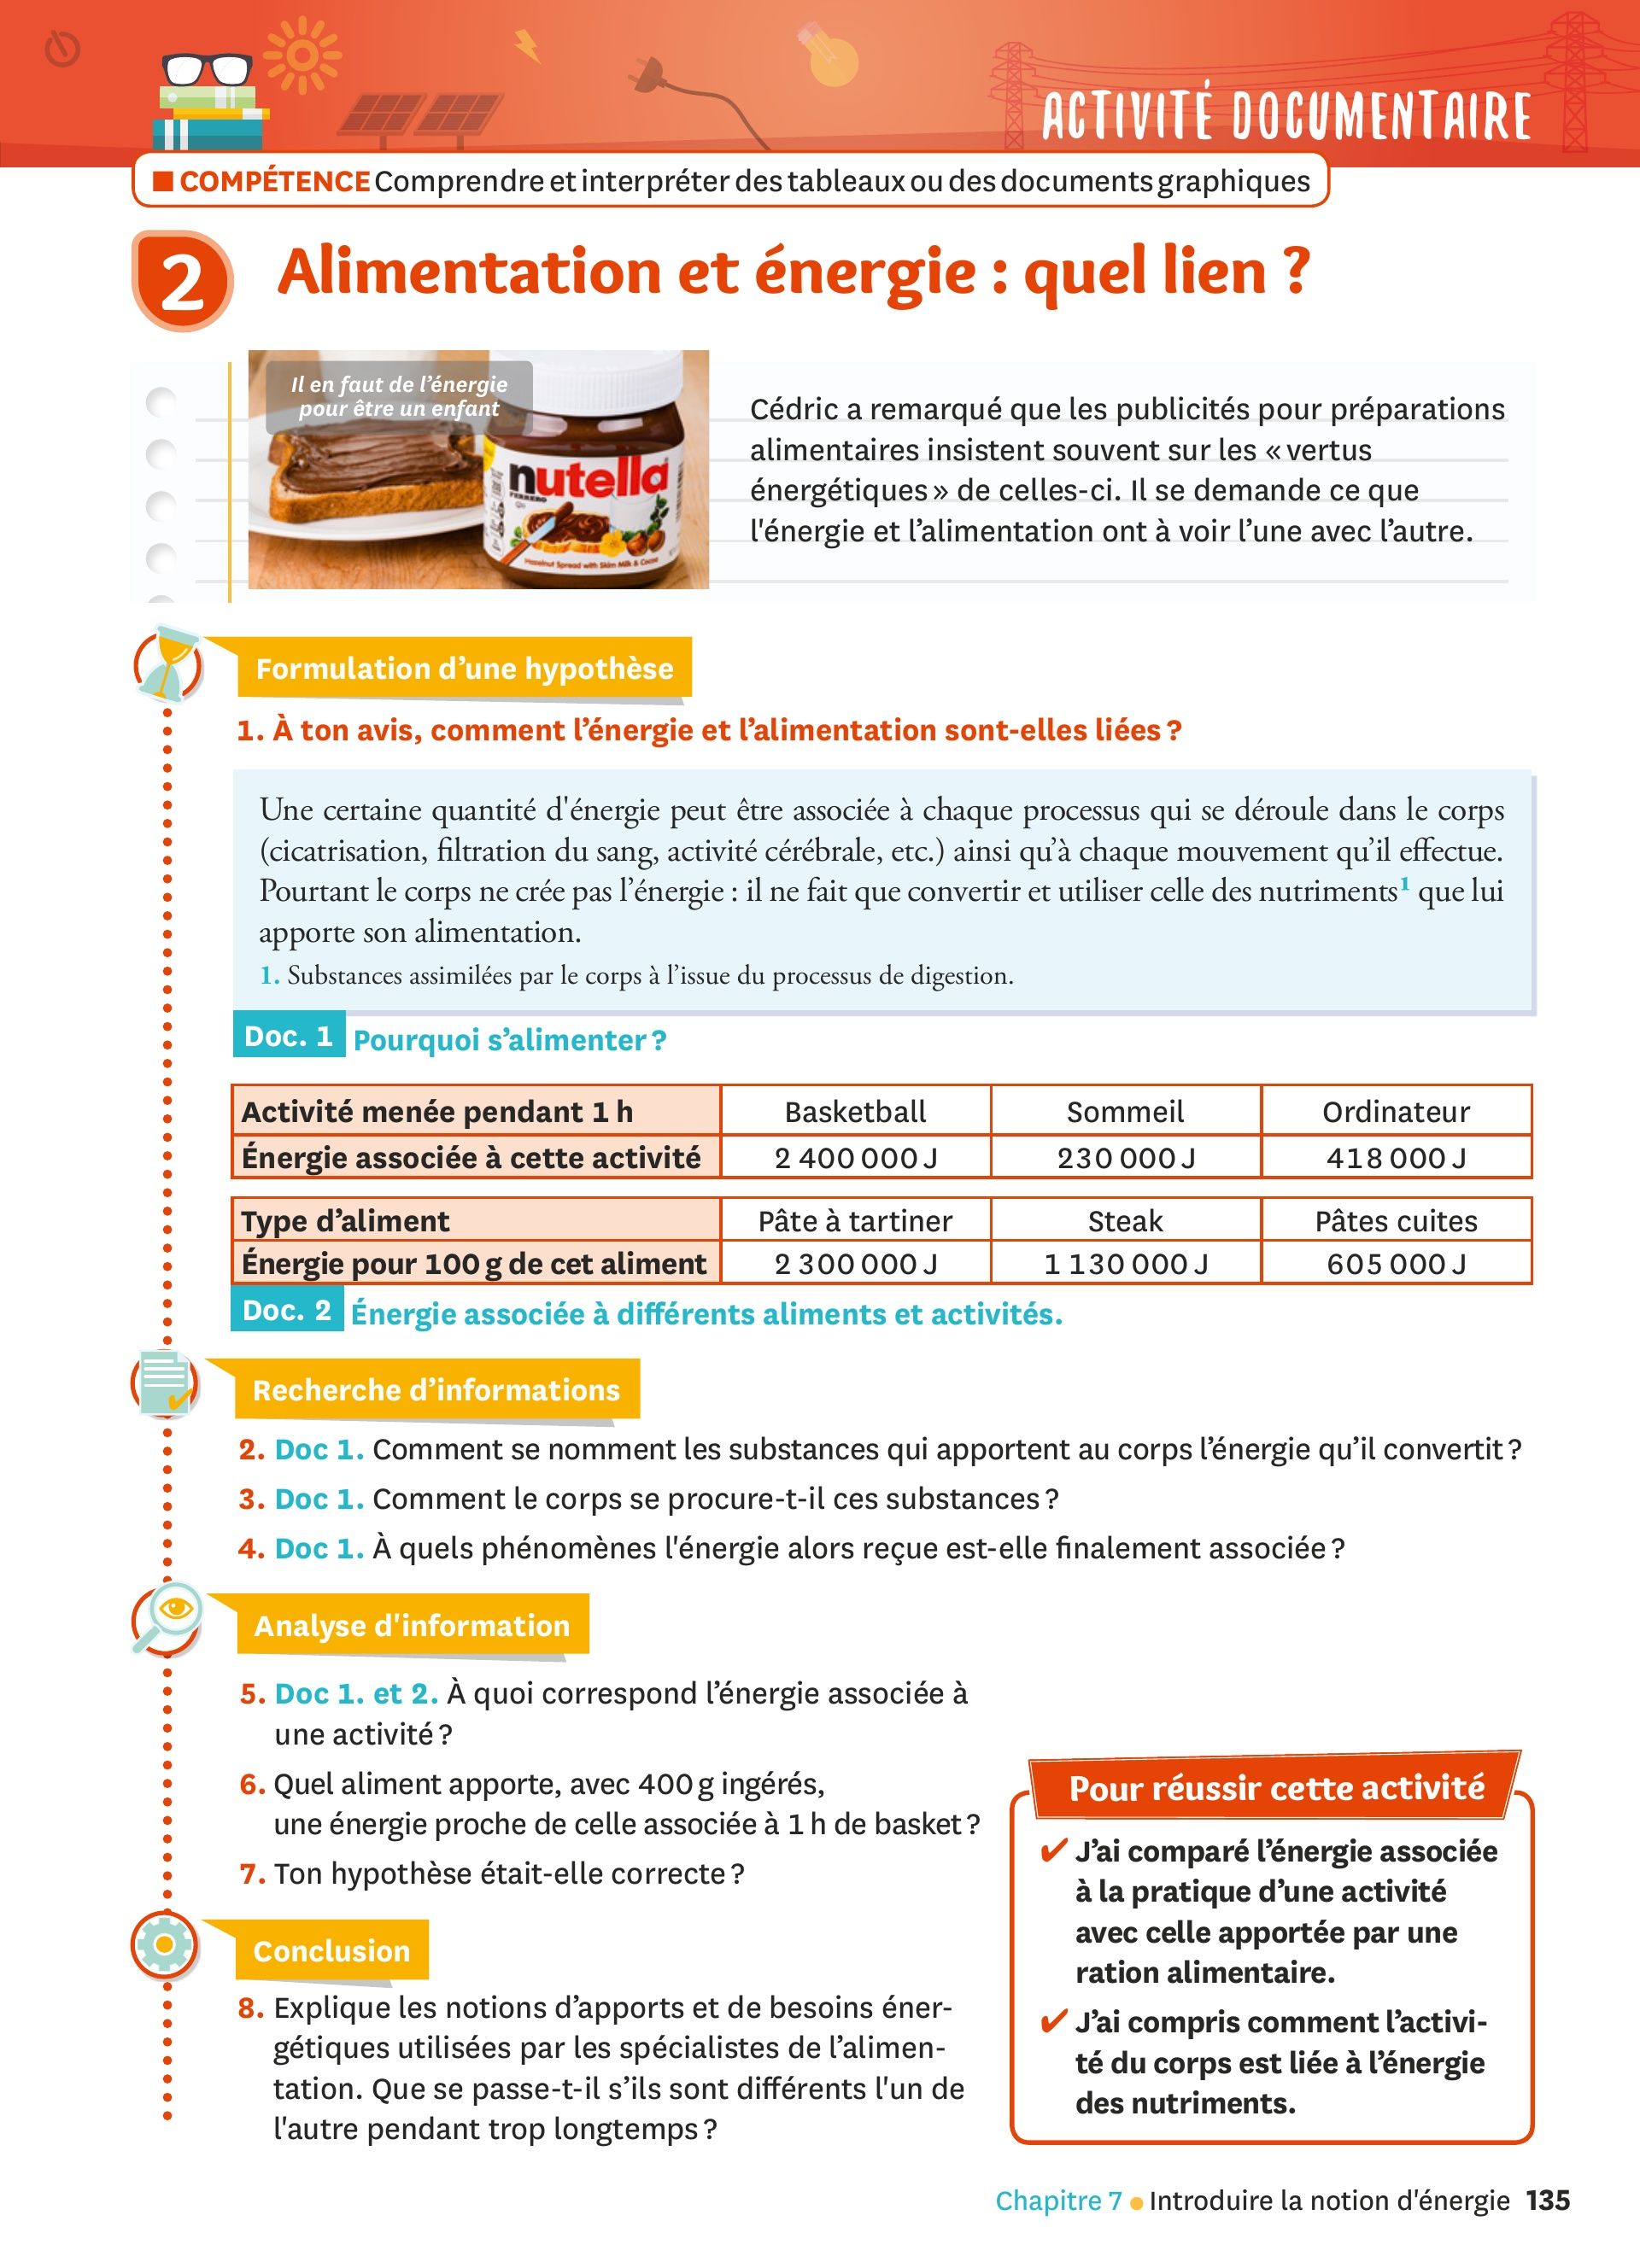 ACTIVITÉ DOCUMENTAIRE
■ COMPÉTENCE Comprendre et interpréter des tableaux ou des documents graphiques
2 Alimentation et énergie : quel lien ?
Il en faut de l'énergie
pour être un enfant
nutella
FERRERO
Hazelnut Spread with Skim Milk & Cocoa
Cédric a remarqué que les publicités pour préparations
alimentaires insistent souvent sur les « vertus
énergétiques » de celles-ci. Il se demande ce que
l'énergie et l'alimentation ont à voir l'une avec l'autre.
Formulation d'une hypothèse
1. À ton avis, comment l'énergie et l'alimentation sont-elles liées ?
Une certaine quantité d'énergie peut être associée à chaque processus qui se déroule dans le corps
(cicatrisation, filtration du sang, activité cérébrale, etc.) ainsi qu'à chaque mouvement qu'il effectue.
Pourtant le corps ne crée pas l'énergie : il ne fait que convertir et utiliser celle des nutriments¹ que lui
apporte son alimentation.
1. Substances assimilées par le corps à l'issue du processus de digestion.
Doc. 1 Pourquoi s'alimenter ?
Activité menée pendant 1 h Basketball Sommeil Ordinateur
Énergie associée à cette activité 2 400 000 J 230 000 J 418 000 J
Type d'aliment Pâte à tartiner Steak Pâtes cuites
Énergie pour 100 g de cet aliment 2 300 000 J 1 130 000 J 605 000 J
Doc. 2 Énergie associée à différents aliments et activités.
Recherche d'informations
2. Doc 1. Comment se nomment les substances qui apportent au corps l'énergie qu'il convertit ?
3. Doc 1. Comment le corps se procure-t-il ces substances ?
4. Doc 1. À quels phénomènes l'énergie alors reçue est-elle finalement associée ?
Analyse d'information
5. Doc 1. et 2. À quoi correspond l'énergie associée à
une activité ?
6. Quel aliment apporte, avec 400 g ingérés,
une énergie proche de celle associée à 1 h de basket ?
7. Ton hypothèse était-elle correcte ?
Conclusion
8. Explique les notions d'apports et de besoins éner-
gétiques utilisées par les spécialistes de l'alimen-
tation. Que se passe-t-il s'ils sont différents l'un de
l'autre pendant trop longtemps ?
Pour réussir cette activité
✔ J'ai comparé l'énergie associée
à la pratique d'une activité
avec celle apportée par une
ration alimentaire.
✔ J'ai compris comment l'activi-
té du corps est liée à l'énergie
des nutriments.
Chapitre 7 ● Introduire la notion d'énergie 135